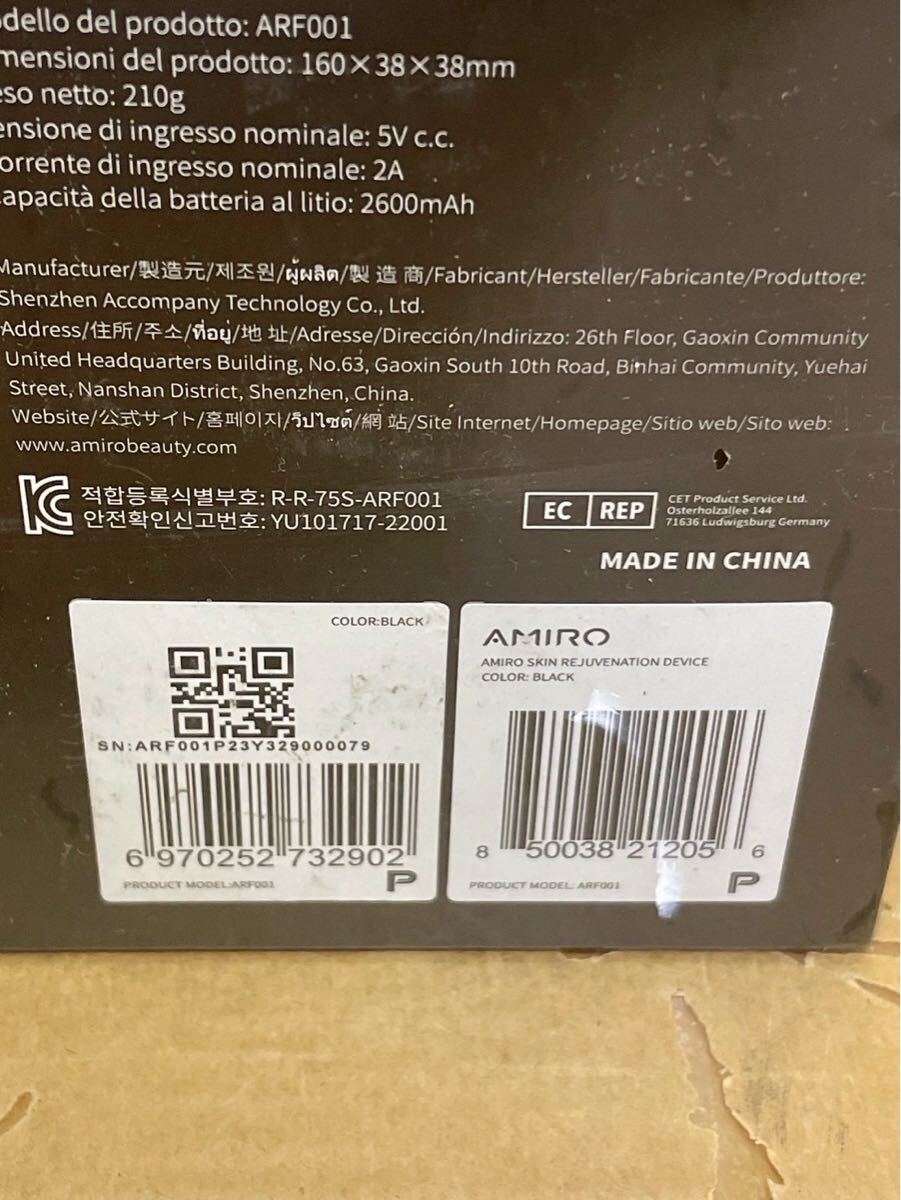 dello del prodotto: ARF001
mensioni del prodotto: 160×38×38mm
eso netto: 210g
ensione di ingresso nominale: 5V c.c.
orrente di ingresso nominale: 2A
apacità della batteria al litio: 2600mAh
Manufacturer/製造元/제조원/ผู้ผลิต/製 造 商/Fabricant/Hersteller/Fabricante/Produttore:
Shenzhen Accompany Technology Co., Ltd.
Address/住所/주소/ที่อยู่/地 址/Adresse/Dirección/Indirizzo: 26th Floor, Gaoxin Community
United Headquarters Building, No.63, Gaoxin South 10th Road, Binhai Community, Yuehai
Street, Nanshan District, Shenzhen, China.
Website/公式サイト/홈페이지/เว็ปไซต์/網 站/Site Internet/Homepage/Sitio web/Sito web:
www.amirobeauty.com
적합등록식별부호: R-R-75S-ARF001
안전확인신고번호: YU101717-22001
EC REP
CET Product Service Ltd.
Osterholzallee 144
71636 Ludwigsburg Germany
MADE IN CHINA
COLOR:BLACK
SN:ARF001P23Y329000079
6 970252 732902
PRODUCT MODEL:ARF001
P
AMIRO
AMIRO SKIN REJUVENATION DEVICE
COLOR: BLACK
8 50038 21205 6
PRODUCT MODEL: ARF001
P